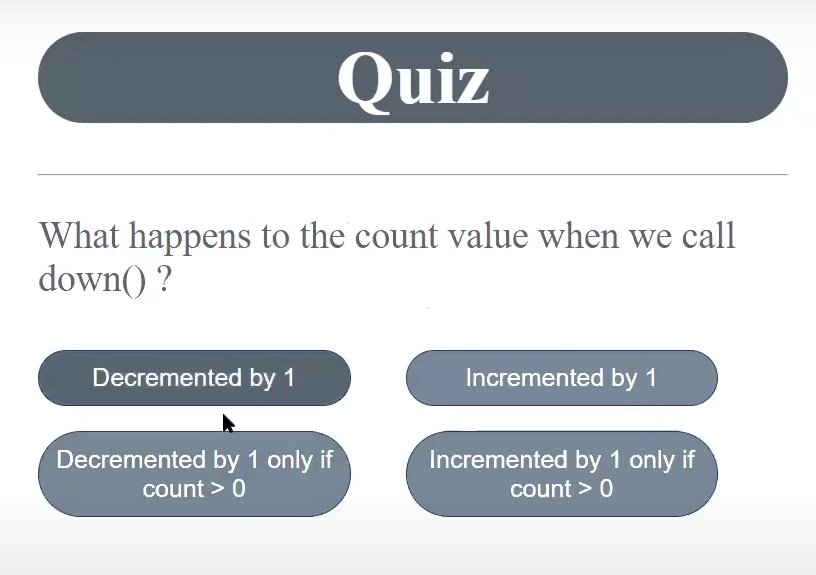 Quiz
What happens to the count value when we call
down() ?
Decremented by 1
Incremented by 1
Decremented by 1 only if
count > 0
Incremented by 1 only if
count > 0